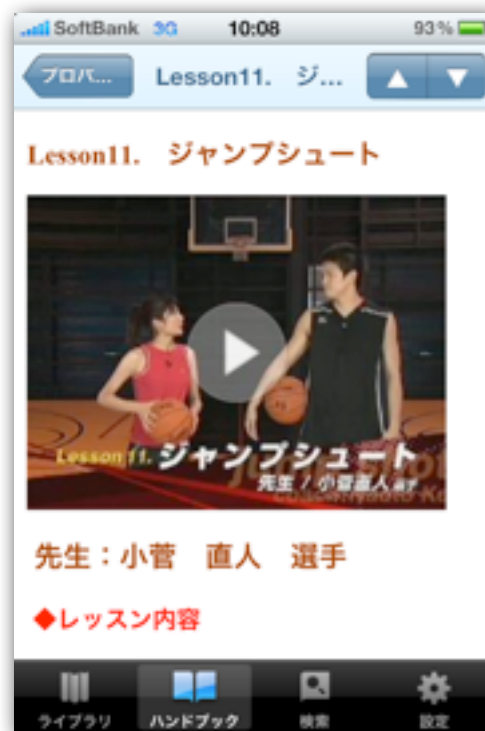 SoftBank 3G 10:08 93%
プロパ... Lesson11. ジ...
Lesson11. ジャンプシュート
Lesson 11. ジャンプシュート
先生 / 小菅直人 選手
先生：小菅 直人 選手
◆レッスン内容
ライブラリ ハンドブック 検索 設定